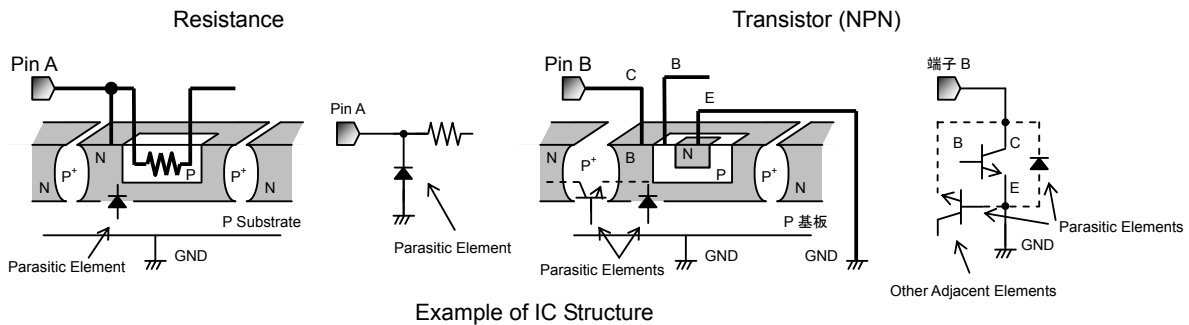 Resistance
Transistor (NPN)
Pin A
N
N
P+
P
P+
N
P Substrate
GND
Parasitic Element
Pin A
Parasitic Element
Pin B
C
B
E
N
P+
B
N
P
P+
N
N
P 基板
GND
GND
Parasitic Elements
端子 B
B
C
E
GND
Parasitic Elements
Other Adjacent Elements
Example of IC Structure